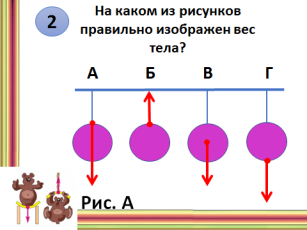 2
На каком из рисунков
правильно изображен вес
тела?
А Б В Г
Рис. А